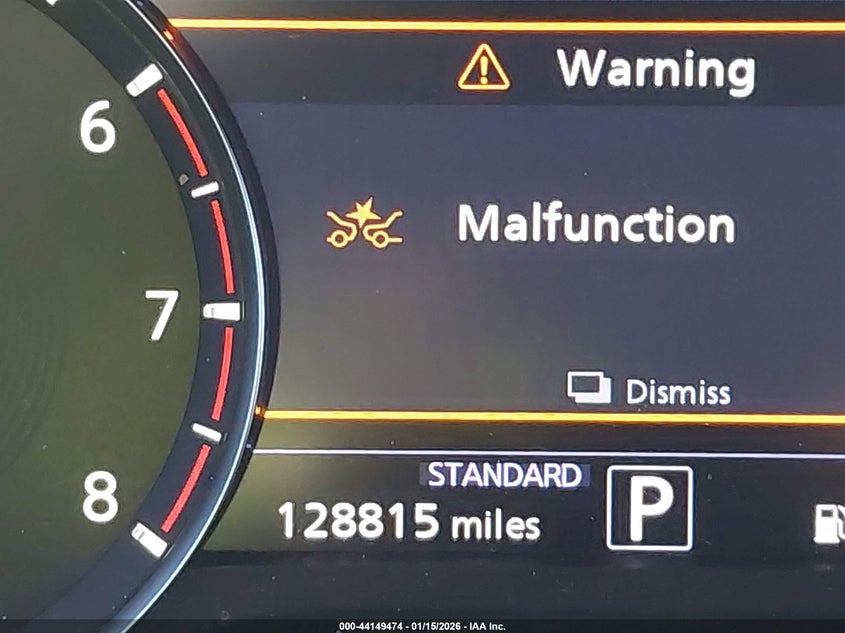 Warning
6
Malfunction
7
Dismiss
STANDARD
8
128815 miles
P
000-44149474 - 01/15/2026 - IAA Inc.